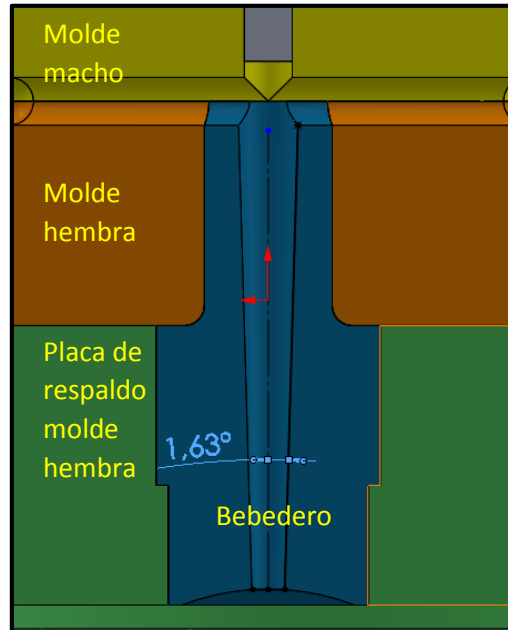 Molde
macho
Molde
hembra
Placa de
respaldo
molde
hembra
1,63°
Bebedero